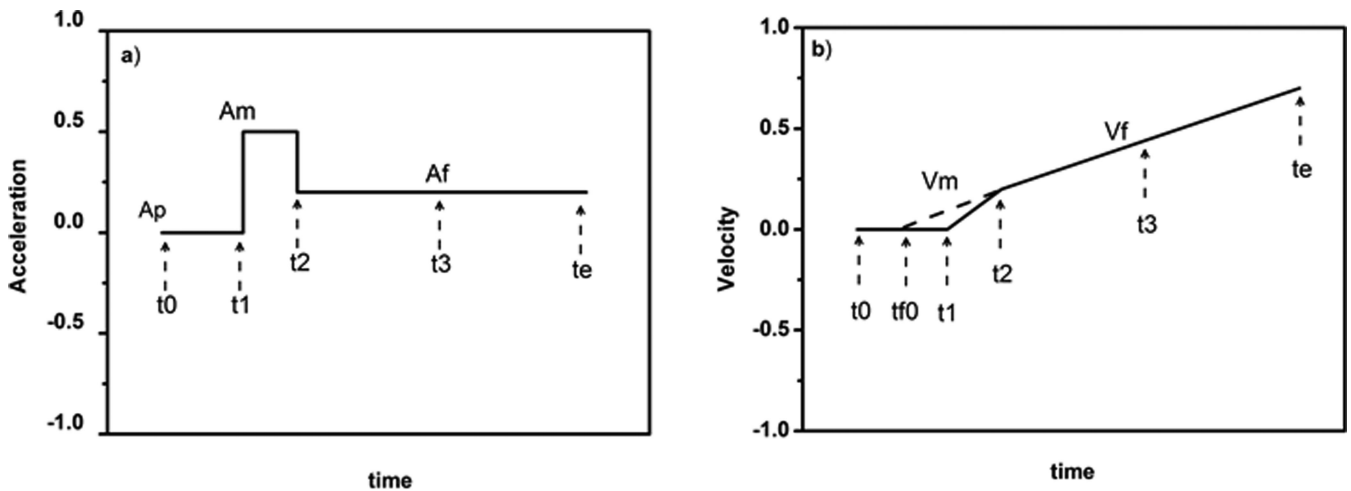 1.0
a)
Am
0.5
Af
Ap
0.0
t2 t3 te
t0 t1
-0.5
-1.0
Acceleration
time
1.0
b)
0.5
Vf
Vm
te
0.0
t3
t2
t0 tf0 t1
-0.5
-1.0
Velocity
time